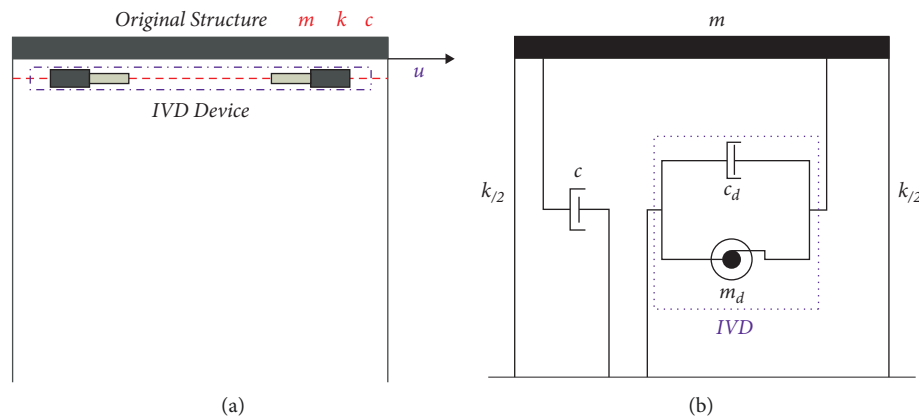 Original Structure m k c
u
IVD Device
(a)
m
c
k/2
c_d
k/2
m_d
IVD
(b)